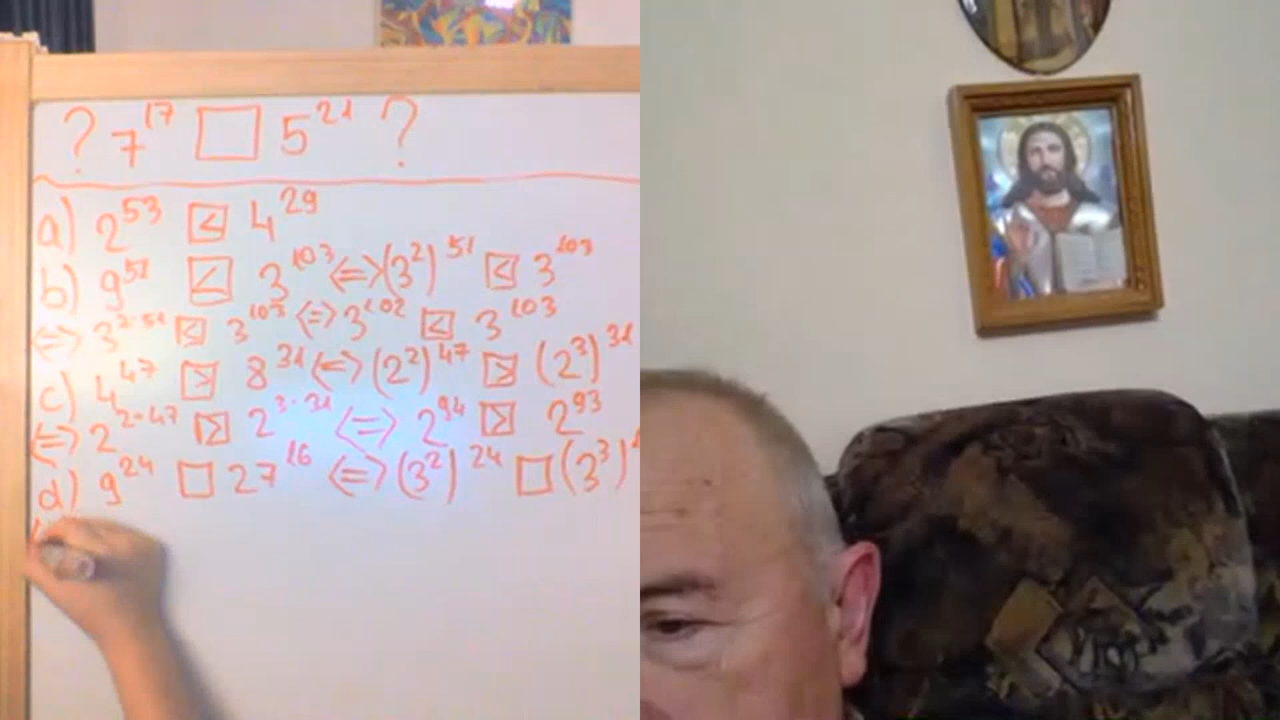 ? 7^17 □ 5^21 ?
a) 2^53 < 4^29
b) 9^51 < 3^103 <=> (3^2)^51 < 3^103
<=> 3^2·51 < 3^103 <=> 3^102 < 3^103
c) 4^47 > 8^31 <=> (2^2)^47 > (2^3)^31
<=> 2^2·47 > 2^3·31 <=> 2^94 > 2^93
d) 9^24 □ 27^16 <=> (3^2)^24 □ (3^3)